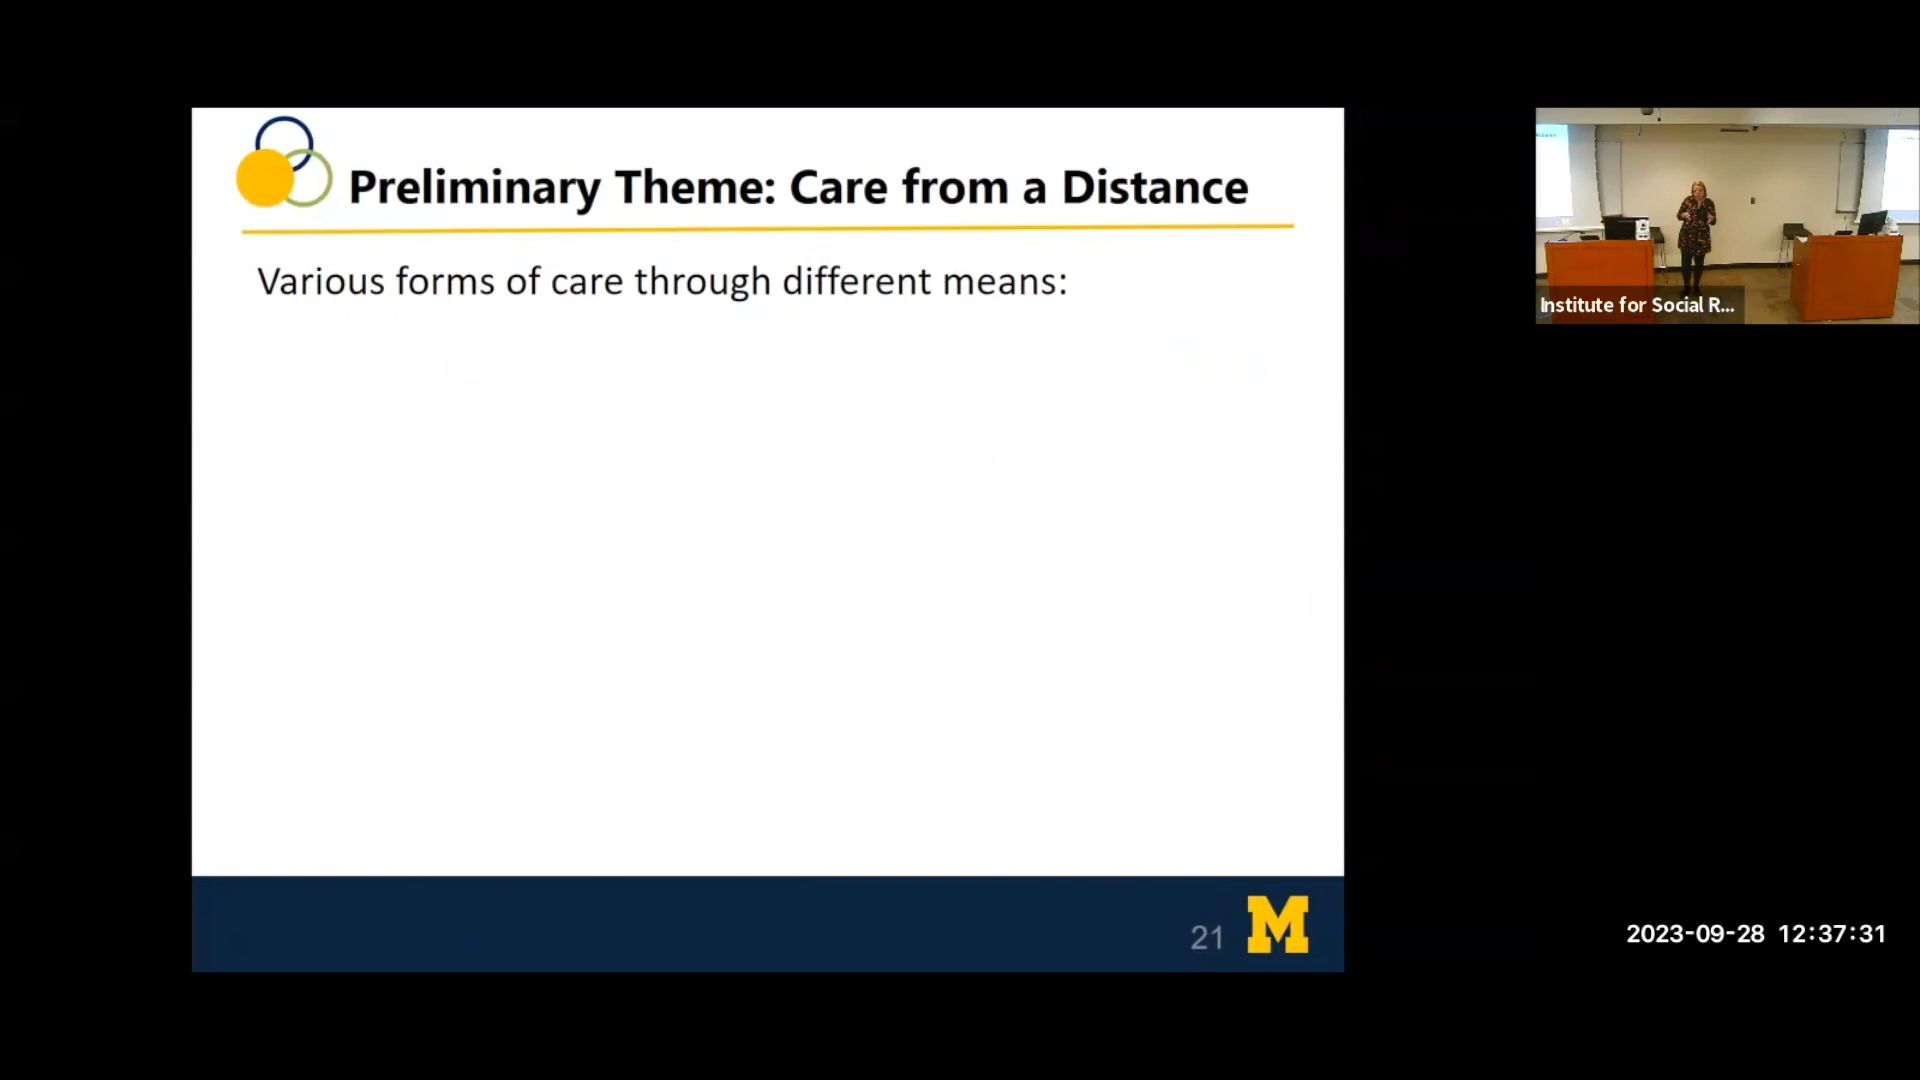 Preliminary Theme: Care from a Distance
Various forms of care through different means:
21
M
Institute for Social R...
2023-09-28 12:37:31